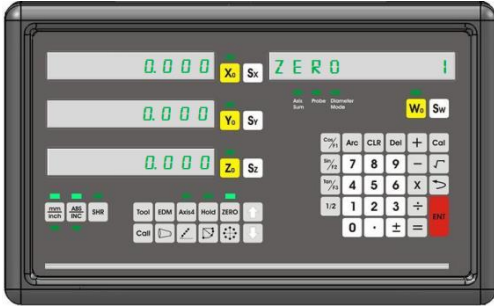 0.000 X₀ Sx ZERO 1
Axis Sum Probe Diameter Mode
0.000 Y₀ Sy W₀ Sw
Cos/F1 Arc CLR Del + Cal
0.000 Z₀ Sz Sin/F2 7 8 9 − √
Tan/F3 4 5 6 X
mm inch ABS INC SHR Tool EDM Axis4 Hold ZERO 1/2 1 2 3 ÷ ENT
Call 0 · ± =